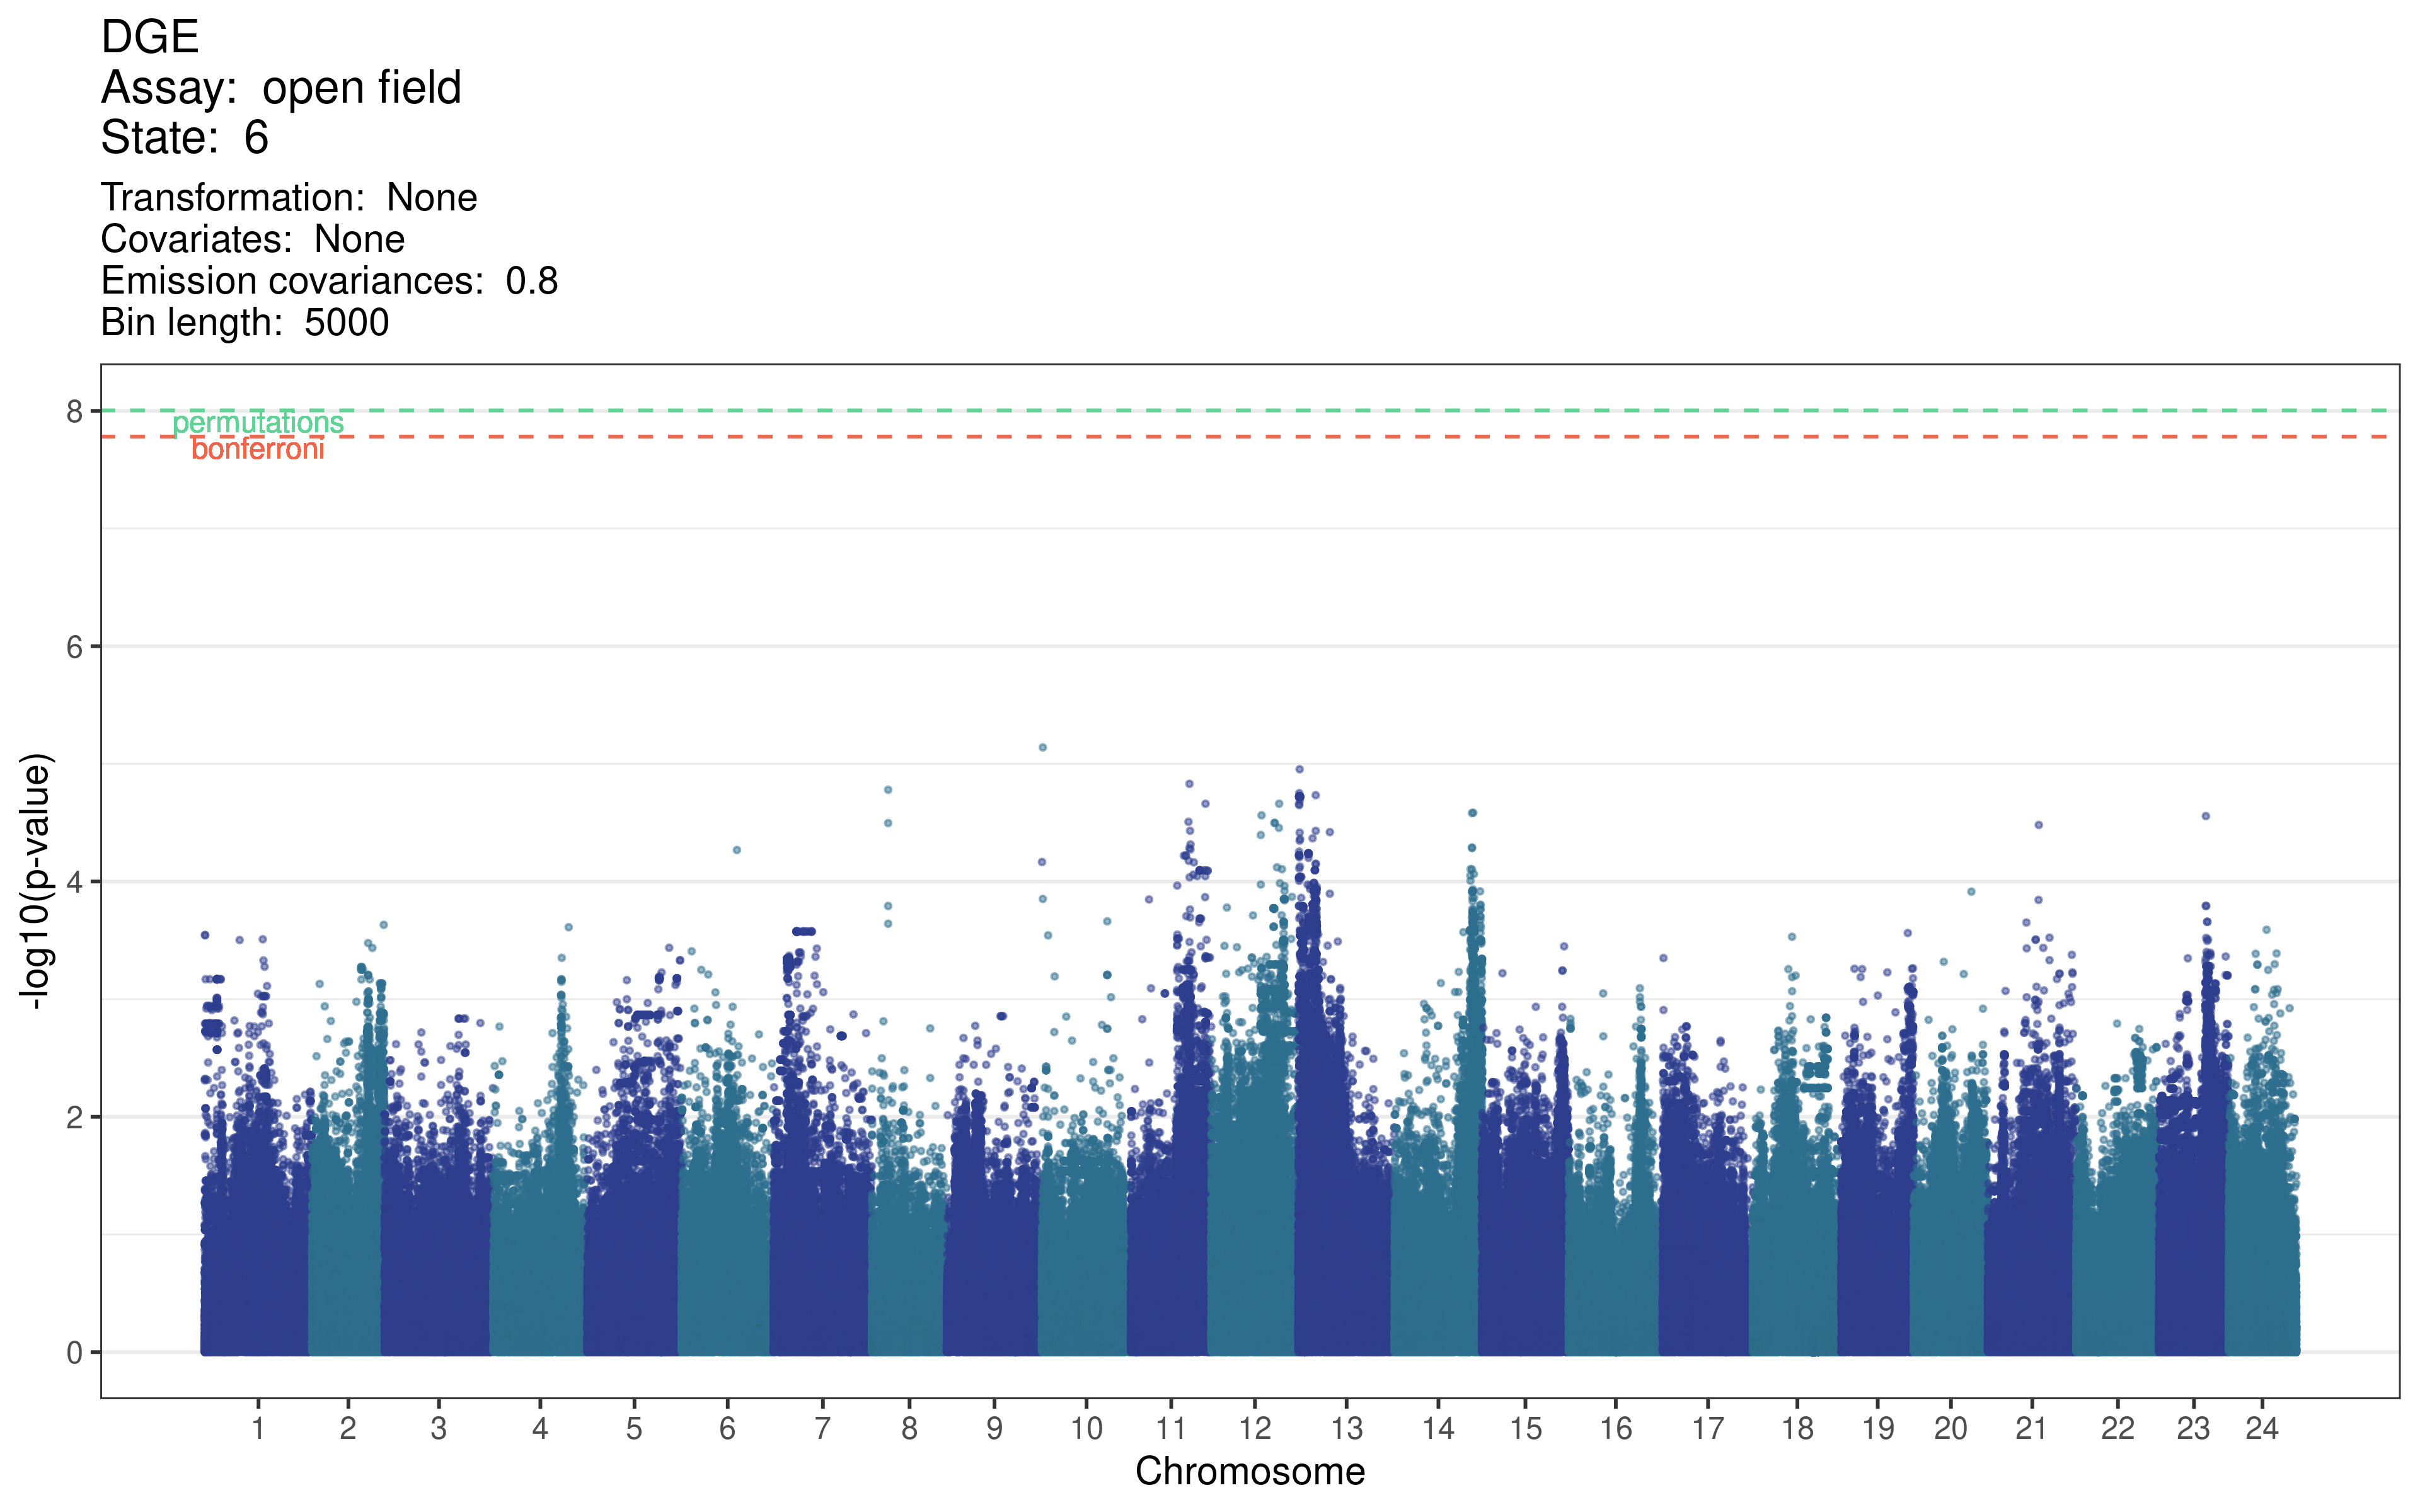 DGE
Assay:  open field
State:  6
Transformation:  None
Covariates:  None
Emission covariances:  0.8
Bin length:  5000
8
permutations
bonferroni
6
4
2
0
-log10(p-value)
1 2 3 4 5 6 7 8 9 10 11 12 13 14 15 16 17 18 19 20 21 22 23 24
Chromosome